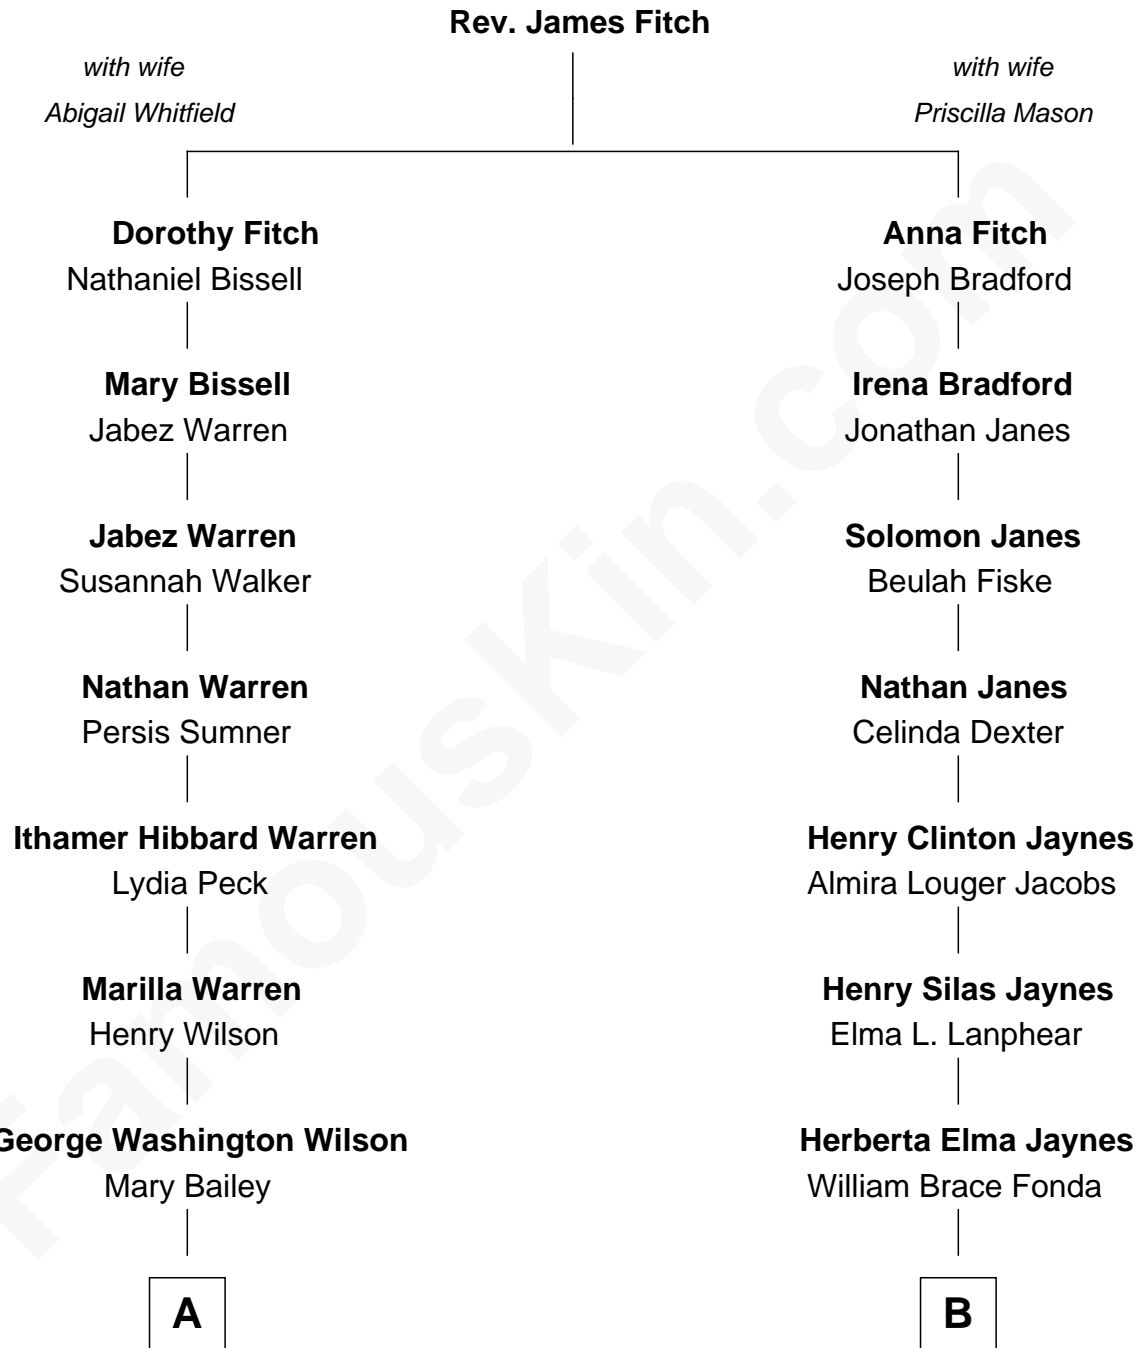 Rev. James Fitch
with wife
Abigail Whitfield
with wife
Priscilla Mason
Dorothy Fitch
Nathaniel Bissell
Anna Fitch
Joseph Bradford
Mary Bissell
Jabez Warren
Irena Bradford
Jonathan Janes
Jabez Warren
Susannah Walker
Solomon Janes
Beulah Fiske
Nathan Warren
Persis Sumner
Nathan Janes
Celinda Dexter
Ithamer Hibbard Warren
Lydia Peck
Henry Clinton Jaynes
Almira Louger Jacobs
Marilla Warren
Henry Wilson
Henry Silas Jaynes
Elma L. Lanphear
George Washington Wilson
Mary Bailey
Herberta Elma Jaynes
William Brace Fonda
A
B
FamousKin.com